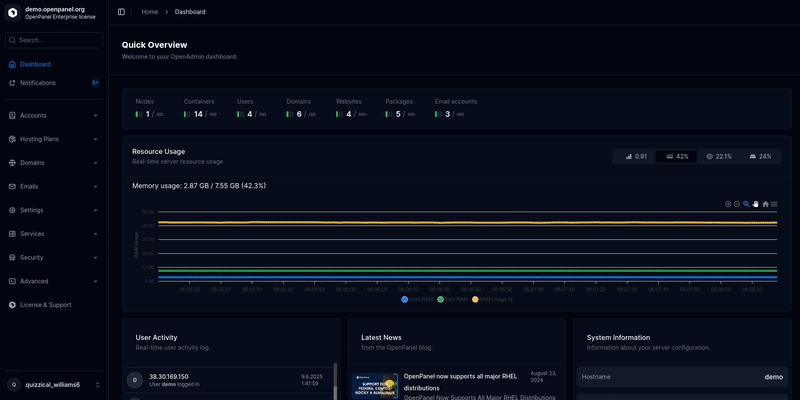 demo.openpanel.org
OpenPanel Enterprise license
Search...
Dashboard
Notifications
Accounts
Hosting Plans
Domains
Emails
Settings
Services
Security
Advanced
License & Support
Q
quizzical_williams6
Home > Dashboard
Quick Overview
Welcome to your OpenAdmin dashboard.
Nodes Containers Users Domains Websites Packages Email accounts
1 / ∞ 14 / ∞ 4 / ∞ 6 / ∞ 4 / ∞ 5 / ∞ 3 / ∞
Resource Usage
Real-time server resource usage
0.91 42% 22.1% 24%
Memory usage: 2.87 GB / 7.55 GB (42.3%)
User Activity
Real-time user activity log.
D
38.30.169.150
User demo logged in
9.6.2025
1:41:59
Latest News
from the OpenPanel blog.
OpenPanel now supports all major RHEL
distributions
August 23,
2024
OpenPanel Now Supports All Major RHEL Distributions
System Information
Information about your server configuration.
Hostname demo